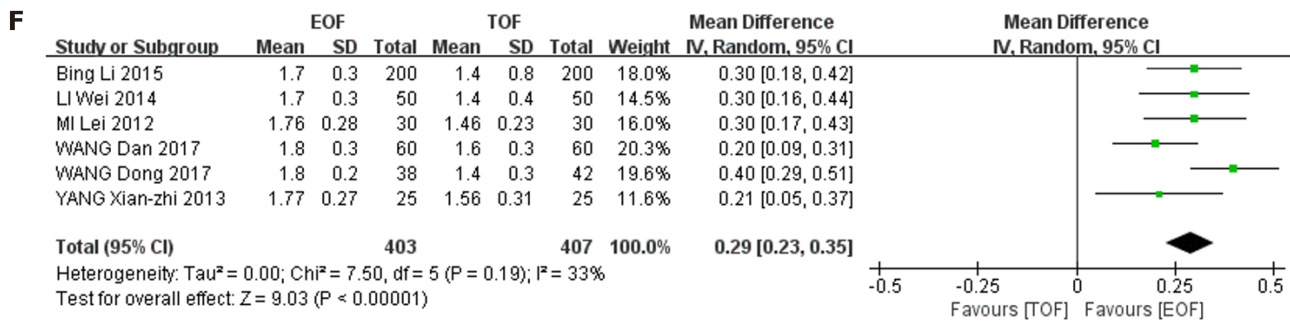 F
EOF TOF Mean Difference Mean Difference
Study or Subgroup Mean SD Total Mean SD Total Weight IV, Random, 95% CI IV, Random, 95% CI
Bing Li 2015 1.7 0.3 200 1.4 0.8 200 18.0% 0.30 [0.18, 0.42]
LI Wei 2014 1.7 0.3 50 1.4 0.4 50 14.5% 0.30 [0.16, 0.44]
MI Lei 2012 1.76 0.28 30 1.46 0.23 30 16.0% 0.30 [0.17, 0.43]
WANG Dan 2017 1.8 0.3 60 1.6 0.3 60 20.3% 0.20 [0.09, 0.31]
WANG Dong 2017 1.8 0.2 38 1.4 0.3 42 19.6% 0.40 [0.29, 0.51]
YANG Xian-zhi 2013 1.77 0.27 25 1.56 0.31 25 11.6% 0.21 [0.05, 0.37]
Total (95% CI) 403 407 100.0% 0.29 [0.23, 0.35]
Heterogeneity: Tau² = 0.00; Chi² = 7.50, df = 5 (P = 0.19); I² = 33%
Test for overall effect: Z = 9.03 (P < 0.00001)
-0.5 -0.25 0 0.25 0.5
Favours [TOF] Favours [EOF]